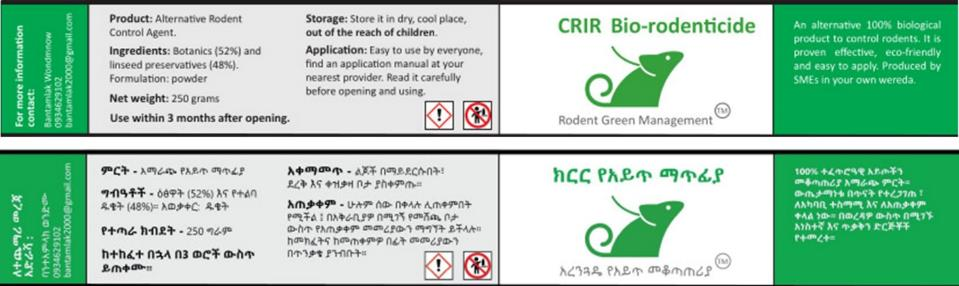 For more information
contact:
Bantamlak Wondmnow
0934629102
bantamlak2000@gmail.com
Product: Alternative Rodent
Control Agent.
Ingredients: Botanics (52%) and
linseed preservatives (48%).
Formulation: powder
Net weight: 250 grams
Use within 3 months after opening.
Storage: Store it in dry, cool place,
out of the reach of children.
Application: Easy to use by everyone,
find an application manual at your
nearest provider. Read it carefully
before opening and using.
CRIR Bio-rodenticide
Rodent Green Management
TM
An alternative 100% biological
product to control rodents. It is
proven effective, eco-friendly
and easy to apply. Produced by
SMEs in your own wereda.
ለተጨማሪ መረጃ
አድራሻ ፡
ባንተአምላክ ወንድሙ
0934629102
bantamlak2000@gmail.com
ምርት - አማራጭ የአይጥ ማጥፊያ
ግብዓቶች - ዕፅዋት (52%) እና የተልባ
ዱቄት (48%)። አወቃቀር: ዱቄት
የተጣራ ክብደት - 250 ግራም
ከተከፈተ በኋላ በ3 ወሮች ውስጥ
ይጠቀሙ።
አቀማመጥ - ልጆች በማይደርሱበት፣
ደረቅ እና ቀዝቃዛ ቦታ ያስቀምጡ።
አጠቃቀም - ሁሉም ሰው በቀላሉ ሊጠቀምበት
የሚችል ፤ በአቅራቢያዎ በሚገኝ የመሸጫ ቦታ
ውስጥ የአጠቃቀም መመሪያውን ማግኘት ይችላሉ።
ከመክፈትና ከመጠቀምዎ በፊት መመሪያውን
በጥንቃቄ ያንብቡት።
ክርር የአይጥ ማጥፊያ
አረንጓዴ የአይጥ መቆጣጠሪያ
TM
100% ተፈጥሮዓዊ አይጦችን
መቆጣጠሪያ አማራጭ ምርት።
ውጤታማነቱ በጥናት የተረጋገጠ ፣
ለአካባቢ ተስማሚ እና ለአጠቃቀም
ቀላል ነው። በወረዳዎ ውስጥ በሚገኙ
አነስተኛ እና ጥቃቅን ድርጅቶች
የተመረተ።